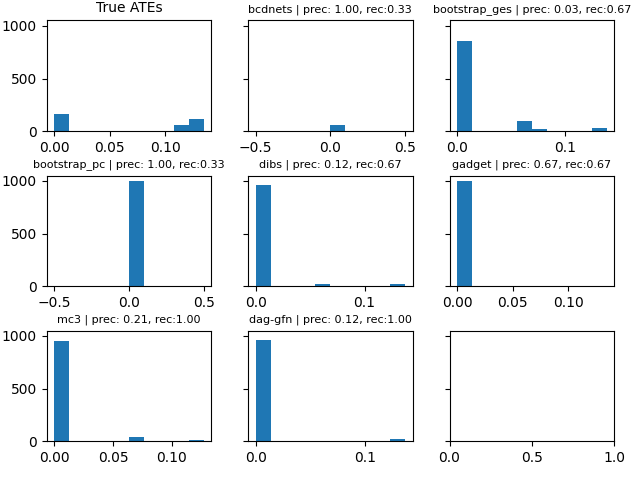 True ATEs
bcdnets | prec: 1.00, rec:0.33
bootstrap_ges | prec: 0.03, rec:0.67
1000
500
0
0.00 0.05 0.10
−0.5 0.0 0.5
0.0 0.1
bootstrap_pc | prec: 1.00, rec:0.33
dibs | prec: 0.12, rec:0.67
gadget | prec: 0.67, rec:0.67
1000
500
0
−0.5 0.0 0.5
0.0 0.1
0.00 0.05 0.10
mc3 | prec: 0.21, rec:1.00
dag-gfn | prec: 0.12, rec:1.00
1000
500
0
0.00 0.05 0.10
0.0 0.1
0.0 0.5 1.0